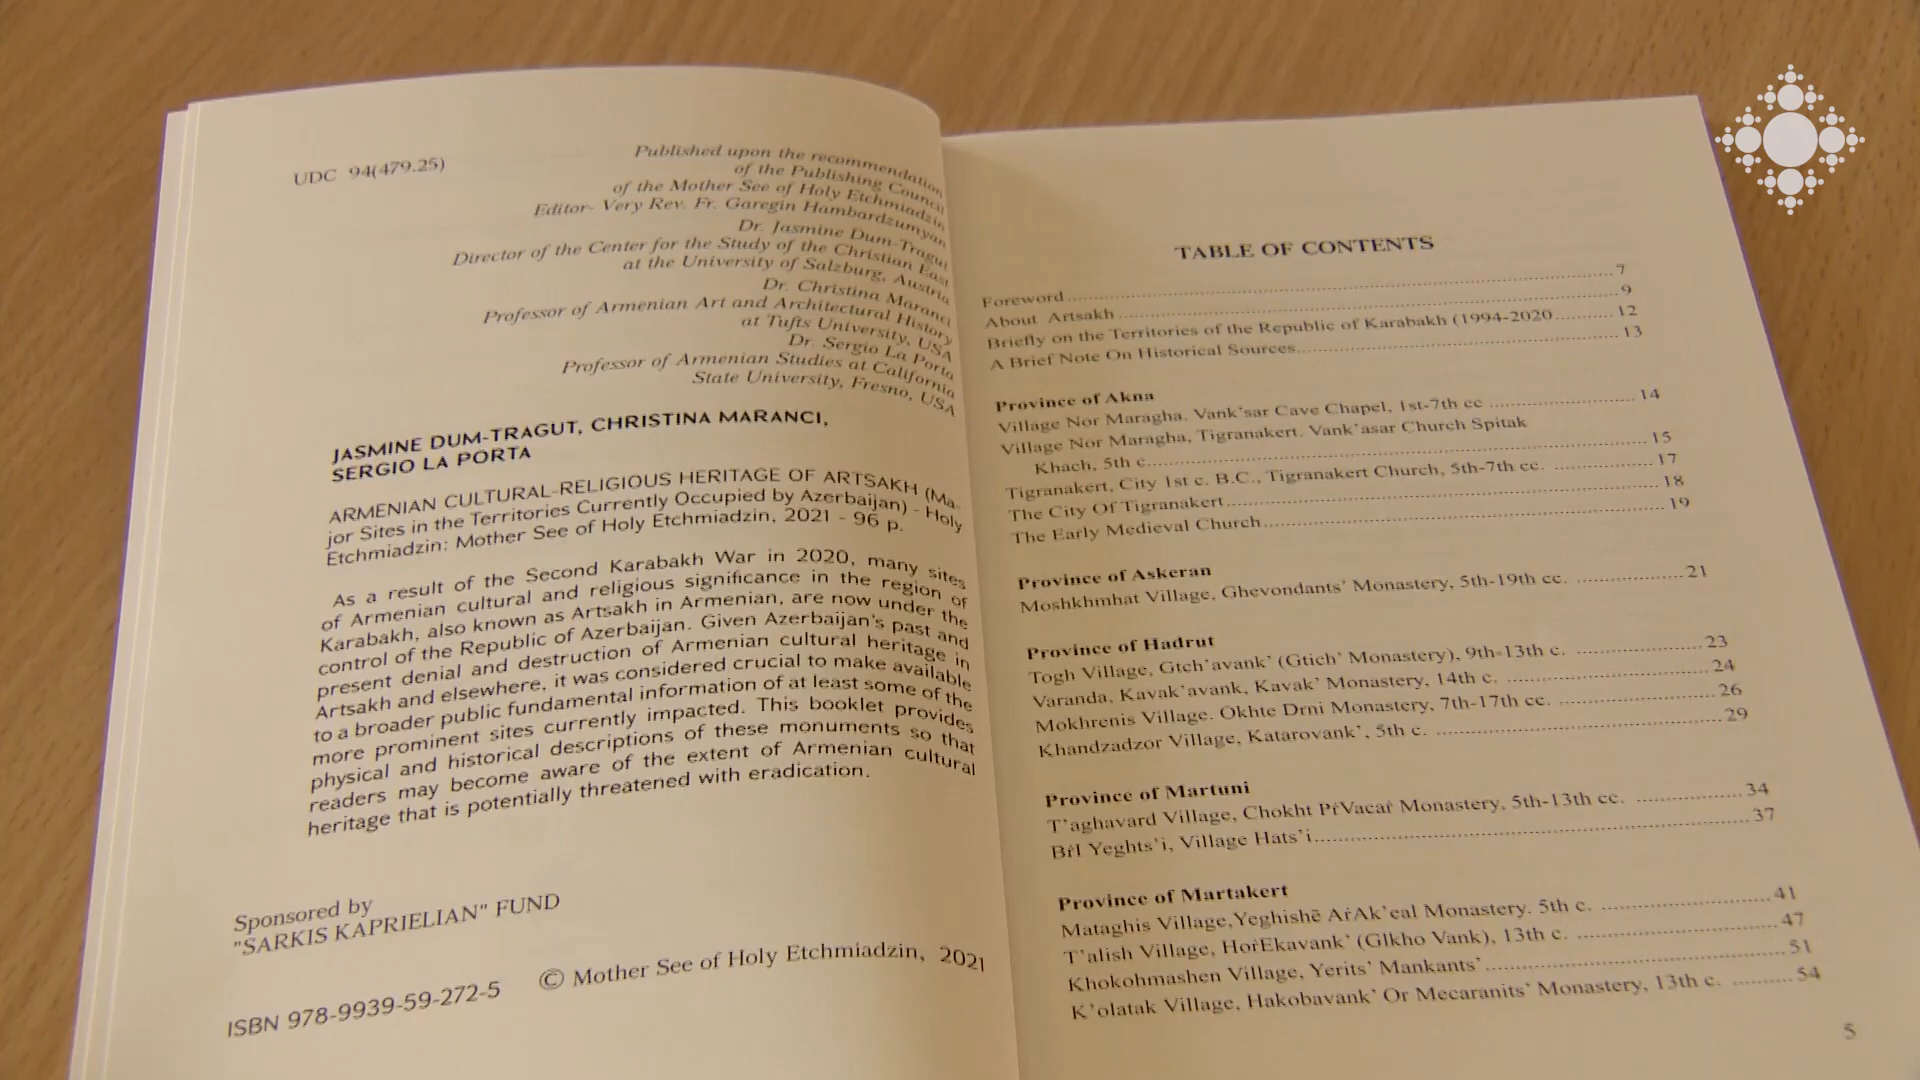 UDC 94(479.25)
Published upon the recommendation
of the Publishing Council
of the Mother See of Holy Etchmiadzin
Editor- Very Rev. Fr. Garegin Hambardzumyan
Dr. Jasmine Dum-Tragut
Director of the Center for the Study of the Christian East
at the University of Salzburg, Austria
Dr. Christina Maranci
Professor of Armenian Art and Architectural History
at Tufts University, USA
Dr. Sergio La Porta
Professor of Armenian Studies at California
State University, Fresno, USA
JASMINE DUM-TRAGUT, CHRISTINA MARANCI,
SERGIO LA PORTA
ARMENIAN CULTURAL-RELIGIOUS HERITAGE OF ARTSAKH (Ma-
jor Sites in the Territories Currently Occupied by Azerbaijan) - Holy
Etchmiadzin: Mother See of Holy Etchmiadzin, 2021 - 96 p.
As a result of the Second Karabakh War in 2020, many sites
of Armenian cultural and religious significance in the region of
Karabakh, also known as Artsakh in Armenian, are now under the
control of the Republic of Azerbaijan. Given Azerbaijan's past and
present denial and destruction of Armenian cultural heritage in
Artsakh and elsewhere, it was considered crucial to make available
to a broader public fundamental information of at least some of the
more prominent sites currently impacted. This booklet provides
physical and historical descriptions of these monuments so that
readers may become aware of the extent of Armenian cultural
heritage that is potentially threatened with eradication.
Sponsored by
"SARKIS KAPRIELIAN" FUND
© Mother See of Holy Etchmiadzin, 2021
ISBN 978-9939-59-272-5
TABLE OF CONTENTS
Foreword ........ 7
About Artsakh ........ 9
Briefly on the Territories of the Republic of Karabakh (1994-2020 ........ 12
A Brief Note On Historical Sources ........ 13
Province of Akna
Village Nor Maragha. Vank'sar Cave Chapel, 1st-7th cc ........ 14
Village Nor Maragha, Tigranakert. Vank'asar Church Spitak
Khach, 5th c. ........ 15
Tigranakert, City 1st c. B.C., Tigranakert Church, 5th-7th cc. ........ 17
The City Of Tigranakert ........ 18
The Early Medieval Church ........ 19
Province of Askeran
Moshkhmhat Village, Ghevondants' Monastery, 5th-19th cc. ........ 21
Province of Hadrut
Togh Village, Gtch'avank' (Gtich' Monastery), 9th-13th c. ........ 23
Varanda, Kavak'avank, Kavak' Monastery, 14th c. ........ 24
Mokhrenis Village. Okhte Drni Monastery, 7th-17th cc. ........ 26
Khandzadzor Village, Katarovank', 5th c. ........ 29
Province of Martuni
T'aghavard Village, Chokht Pr̀Vacar̀ Monastery, 5th-13th cc. ........ 34
Br̀l Yeghts'i, Village Hats'i ........ 37
Province of Martakert
Mataghis Village,Yeghishē Ar̀Ak'eal Monastery. 5th c. ........ 41
T'alish Village, Hor̀Ekavank' (Glkho Vank), 13th c. ........ 47
Khokohmashen Village, Yerits' Mankants' ........ 51
K'olatak Village, Hakobavank' Or Mecaranits' Monastery, 13th c. ........ 54
5